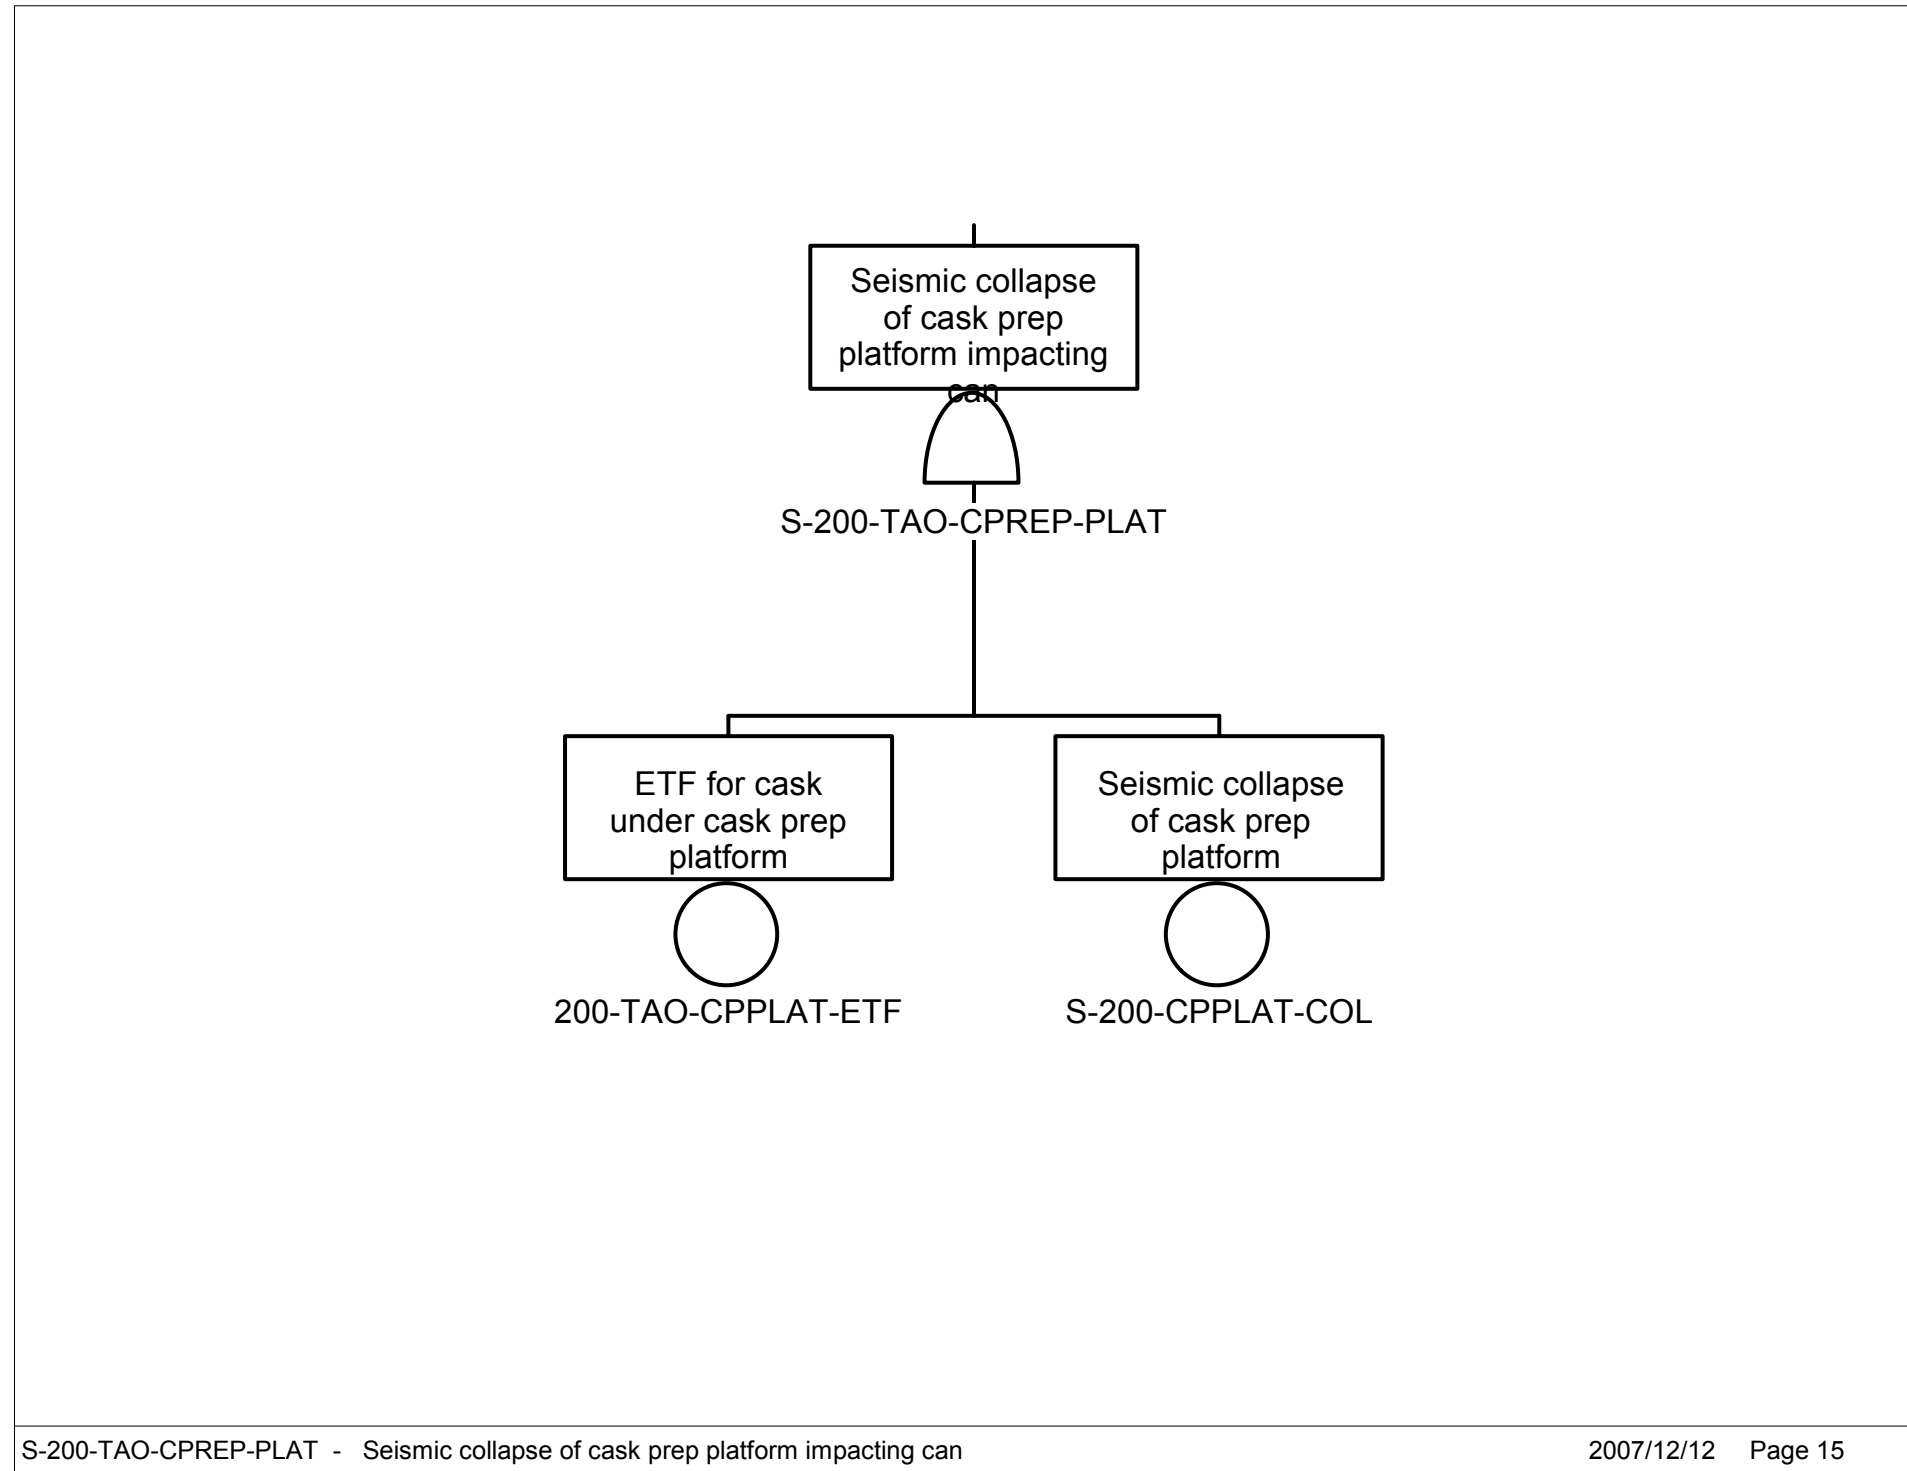 Seismic collapse
of cask prep
platform impacting
can
S-200-TAO-CPREP-PLAT
ETF for cask
under cask prep
platform
200-TAO-CPPLAT-ETF
Seismic collapse
of cask prep
platform
S-200-CPPLAT-COL
S-200-TAO-CPREP-PLAT - Seismic collapse of cask prep platform impacting can
2007/12/12 Page 15